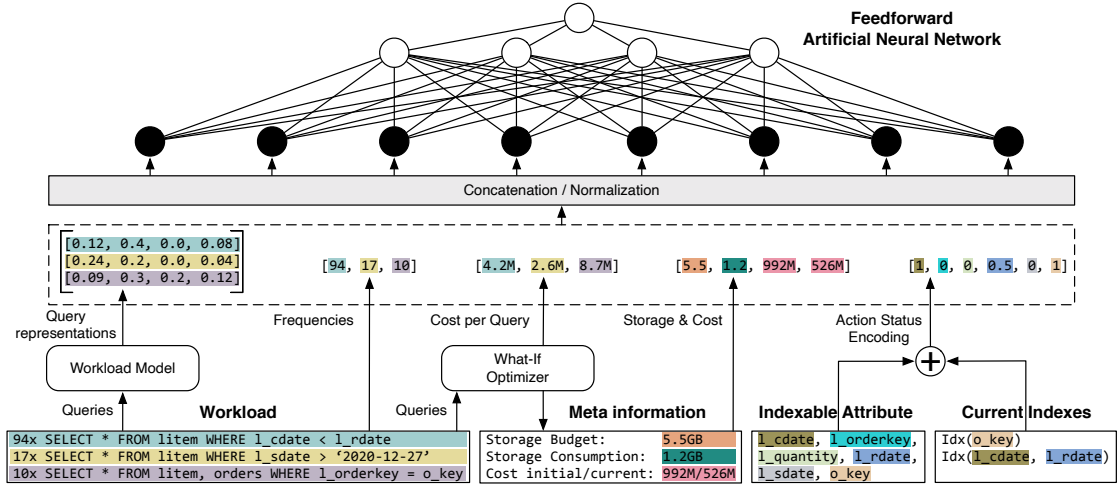 Feedforward
Artificial Neural Network
Concatenation / Normalization
[0.12, 0.4, 0.0, 0.08]
[0.24, 0.2, 0.0, 0.04]
[0.09, 0.3, 0.2, 0.12]
[94, 17, 10]
[4.2M, 2.6M, 8.7M]
[5.5, 1.2, 992M, 526M]
[1, 0, 0, 0.5, 0, 1]
Query
representations
Frequencies
Cost per Query
Storage & Cost
Action Status
Encoding
Workload Model
What-If
Optimizer
+
Queries
Workload
Queries
Meta information
Indexable Attribute
Current Indexes
94x SELECT * FROM litem WHERE l_cdate < l_rdate
17x SELECT * FROM litem WHERE l_sdate > ‘2020-12-27’
10x SELECT * FROM litem, orders WHERE l_orderkey = o_key
Storage Budget: 5.5GB
Storage Consumption: 1.2GB
Cost initial/current: 992M/526M
l_cdate, l_orderkey,
l_quantity, l_rdate,
l_sdate, o_key
Idx(o_key)
Idx(l_cdate, l_rdate)